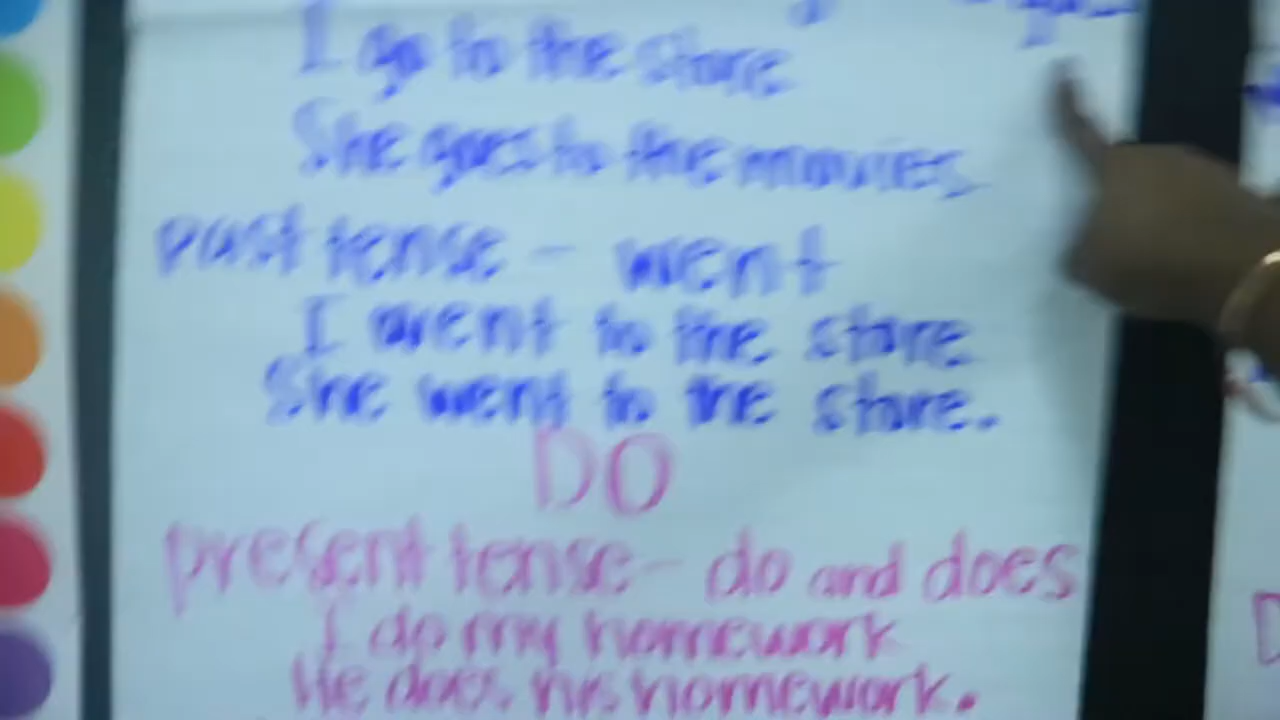 I go to the store
She goes to the movies.
past tense - went
I went to the store
She went to the store.
DO
present tense - do and does
I do my homework
He does his homework.
D